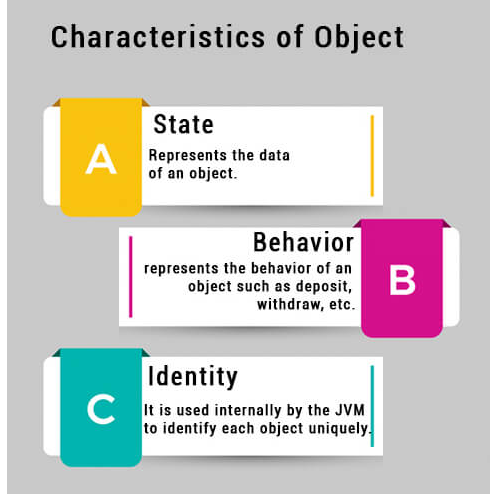 Characteristics of Object
A
State
Represents the data
of an object.
Behavior
represents the behavior of an
object such as deposit,
withdraw, etc.
B
C
Identity
It is used internally by the JVM
to identify each object uniquely.